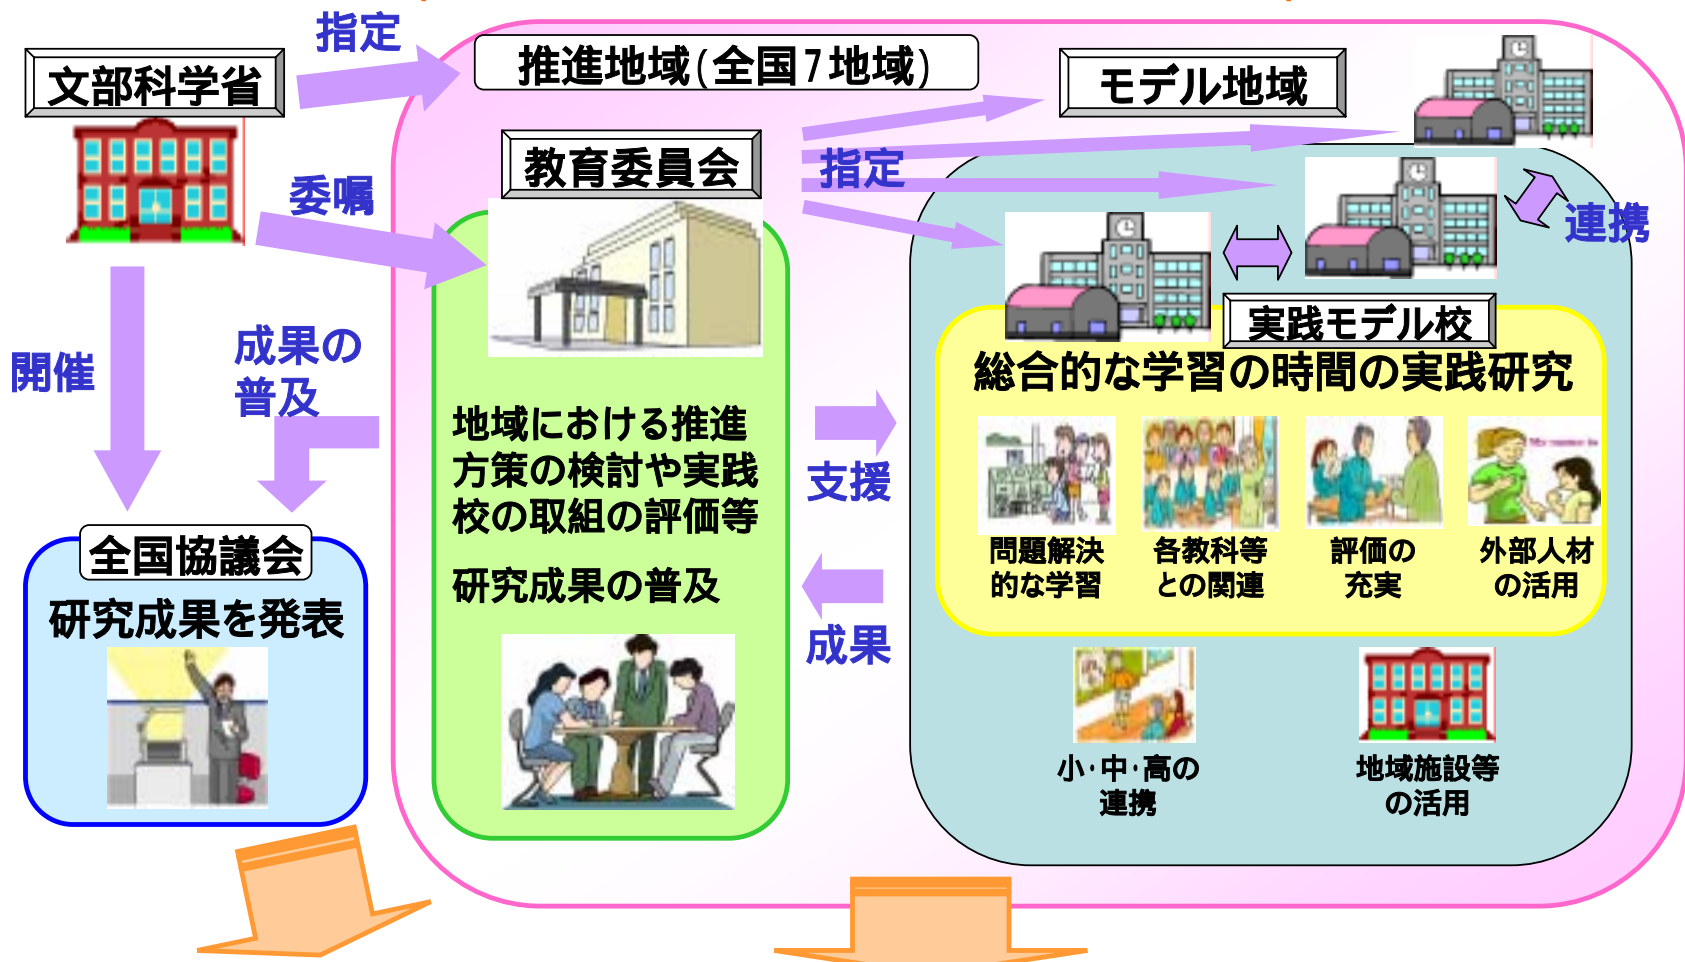 指定
文部科学省
推進地域(全国7地域)
モデル地域
教育委員会
指定
委嘱
連携
開催
成果の
普及
実践モデル校
総合的な学習の時間の実践研究
地域における推進
方策の検討や実践
校の取組の評価等
研究成果の普及
支援
成果
問題解決
的な学習
各教科等
との関連
評価の
充実
外部人材
の活用
全国協議会
研究成果を発表
小・中・高の
連携
地域施設等
の活用